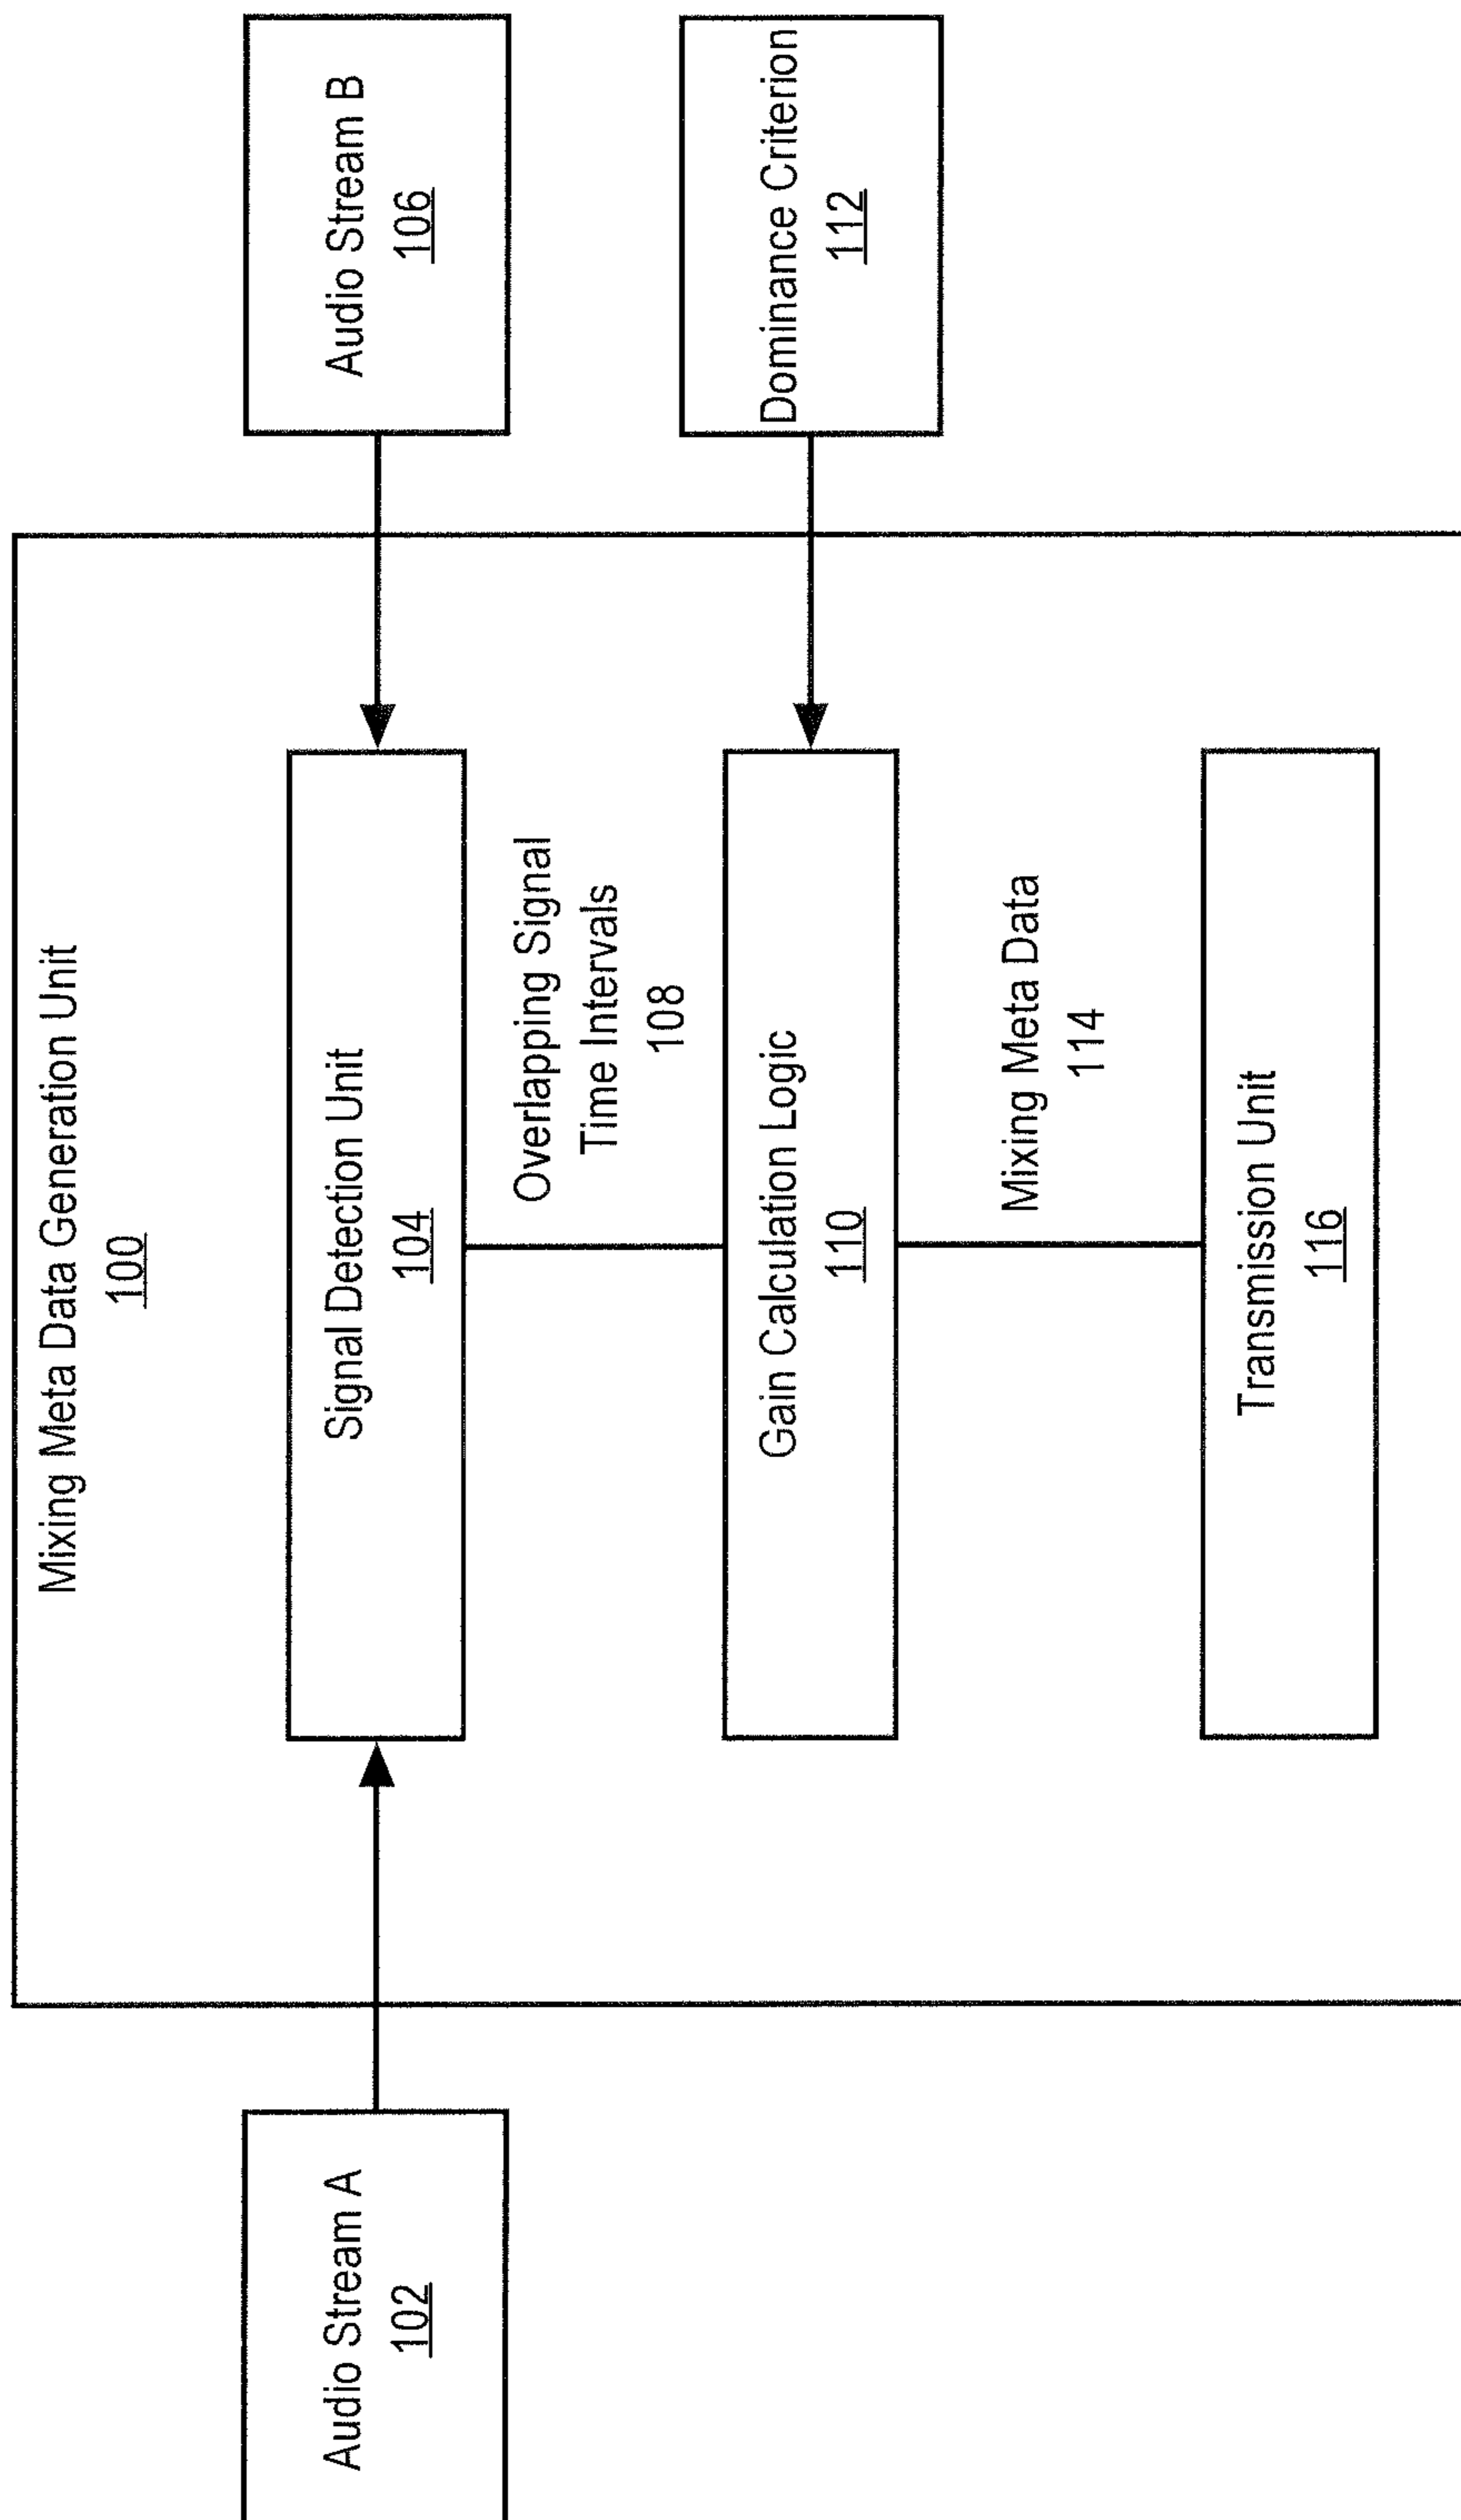 Mixing Meta Data Generation Unit
100
Audio Stream A
102
Signal Detection Unit
104
Audio Stream B
106
Overlapping Signal
Time Intervals
108
Gain Calculation Logic
110
Dominance Criterion
112
Mixing Meta Data
114
Transmission Unit
116